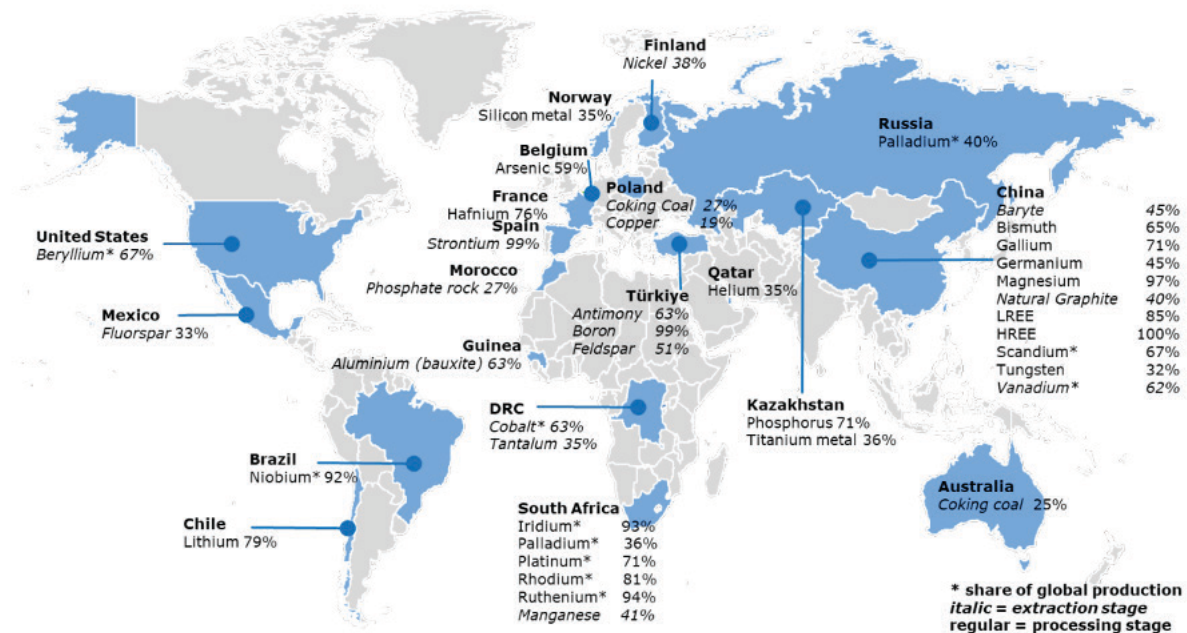 Finland
Nickel 38%
Norway
Silicon metal 35%
Belgium
Arsenic 59%
France
Hafnium 76%
Spain
Strontium 99%
Poland
Coking Coal 27%
Copper 19%
Russia
Palladium* 40%
United States
Beryllium* 67%
Mexico
Fluorspar 33%
Morocco
Phosphate rock 27%
Türkiye
Antimony 63%
Boron 99%
Feldspar 51%
Qatar
Helium 35%
China
Baryte 45%
Bismuth 65%
Gallium 71%
Germanium 45%
Magnesium 97%
Natural Graphite 40%
LREE 85%
HREE 100%
Scandium* 67%
Tungsten 32%
Vanadium* 62%
Guinea
Aluminium (bauxite) 63%
DRC
Cobalt* 63%
Tantalum 35%
Kazakhstan
Phosphorus 71%
Titanium metal 36%
Brazil
Niobium* 92%
Chile
Lithium 79%
South Africa
Iridium* 93%
Palladium* 36%
Platinum* 71%
Rhodium* 81%
Ruthenium* 94%
Manganese 41%
Australia
Coking coal 25%
* share of global production
italic = extraction stage
regular = processing stage